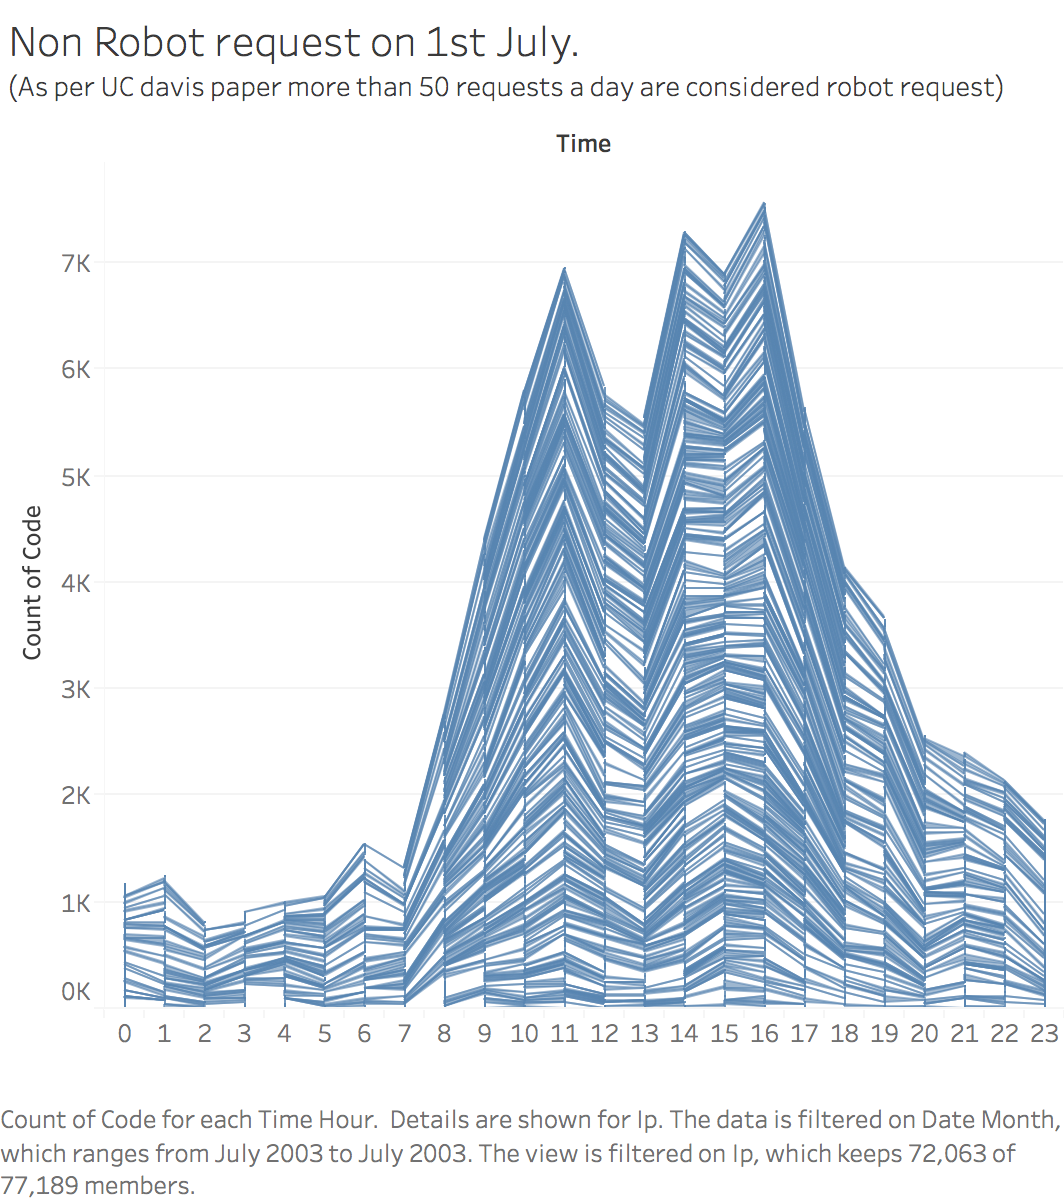 Non Robot request on 1st July.
(As per UC davis paper more than 50 requests a day are considered robot request)
Time
7K
6K
5K
4K
3K
2K
1K
0K
Count of Code
0 1 2 3 4 5 6 7 8 9 10 11 12 13 14 15 16 17 18 19 20 21 22 23
Count of Code for each Time Hour.  Details are shown for Ip. The data is filtered on Date Month,
which ranges from July 2003 to July 2003. The view is filtered on Ip, which keeps 72,063 of
77,189 members.